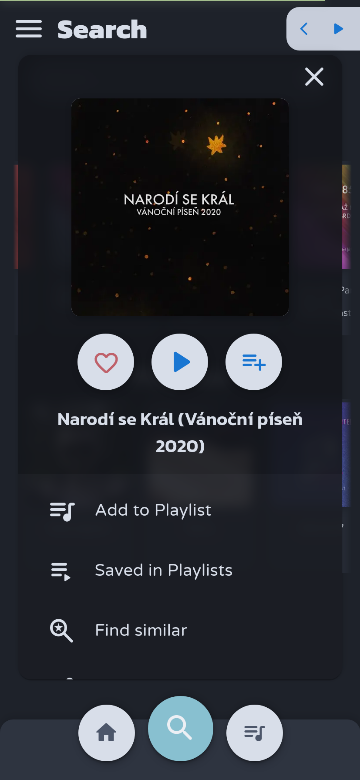 Search
NARODÍ SE KRÁL
VÁNOČNÍ PÍSEŇ 2020
Narodí se Král (Vánoční píseň
2020)
Add to Playlist
Saved in Playlists
Find similar